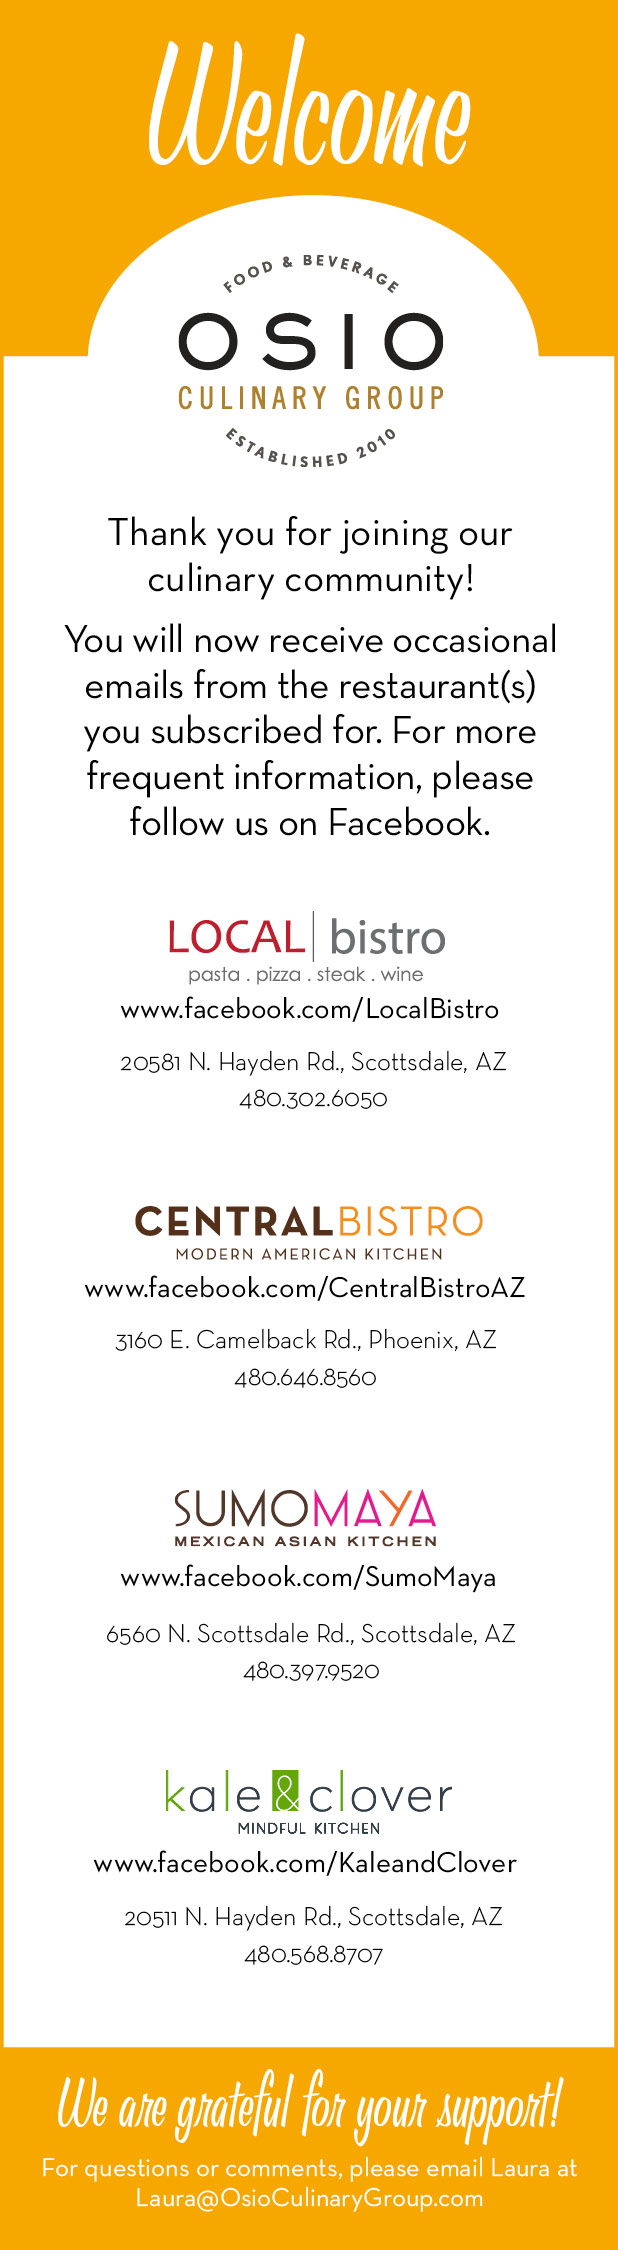 Welcome
FOOD & BEVERAGE
OSIO
CULINARY GROUP
ESTABLISHED 2010
Thank you for joining our
culinary community!
You will now receive occasional
emails from the restaurant(s)
you subscribed for. For more
frequent information, please
follow us on Facebook.
LOCAL bistro
pasta . pizza . steak . wine
www.facebook.com/LocalBistro
20581 N. Hayden Rd., Scottsdale, AZ
480.302.6050
CENTRALBISTRO
MODERN AMERICAN KITCHEN
www.facebook.com/CentralBistroAZ
3160 E. Camelback Rd., Phoenix, AZ
480.646.8560
SUMOMAYA
MEXICAN ASIAN KITCHEN
www.facebook.com/SumoMaya
6560 N. Scottsdale Rd., Scottsdale, AZ
480.397.9520
kale & clover
MINDFUL KITCHEN
www.facebook.com/KaleandClover
20511 N. Hayden Rd., Scottsdale, AZ
480.568.8707
We are grateful for your support!
For questions or comments, please email Laura at
Laura@OsioCulinaryGroup.com